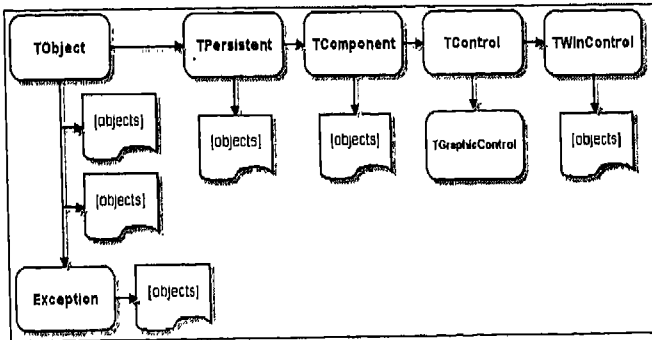 TObject
TPersistent
TComponent
TControl
TWinControl
[objects]
[objects]
[objects]
TGraphicControl
[objects]
[objects]
Exception
[objects]